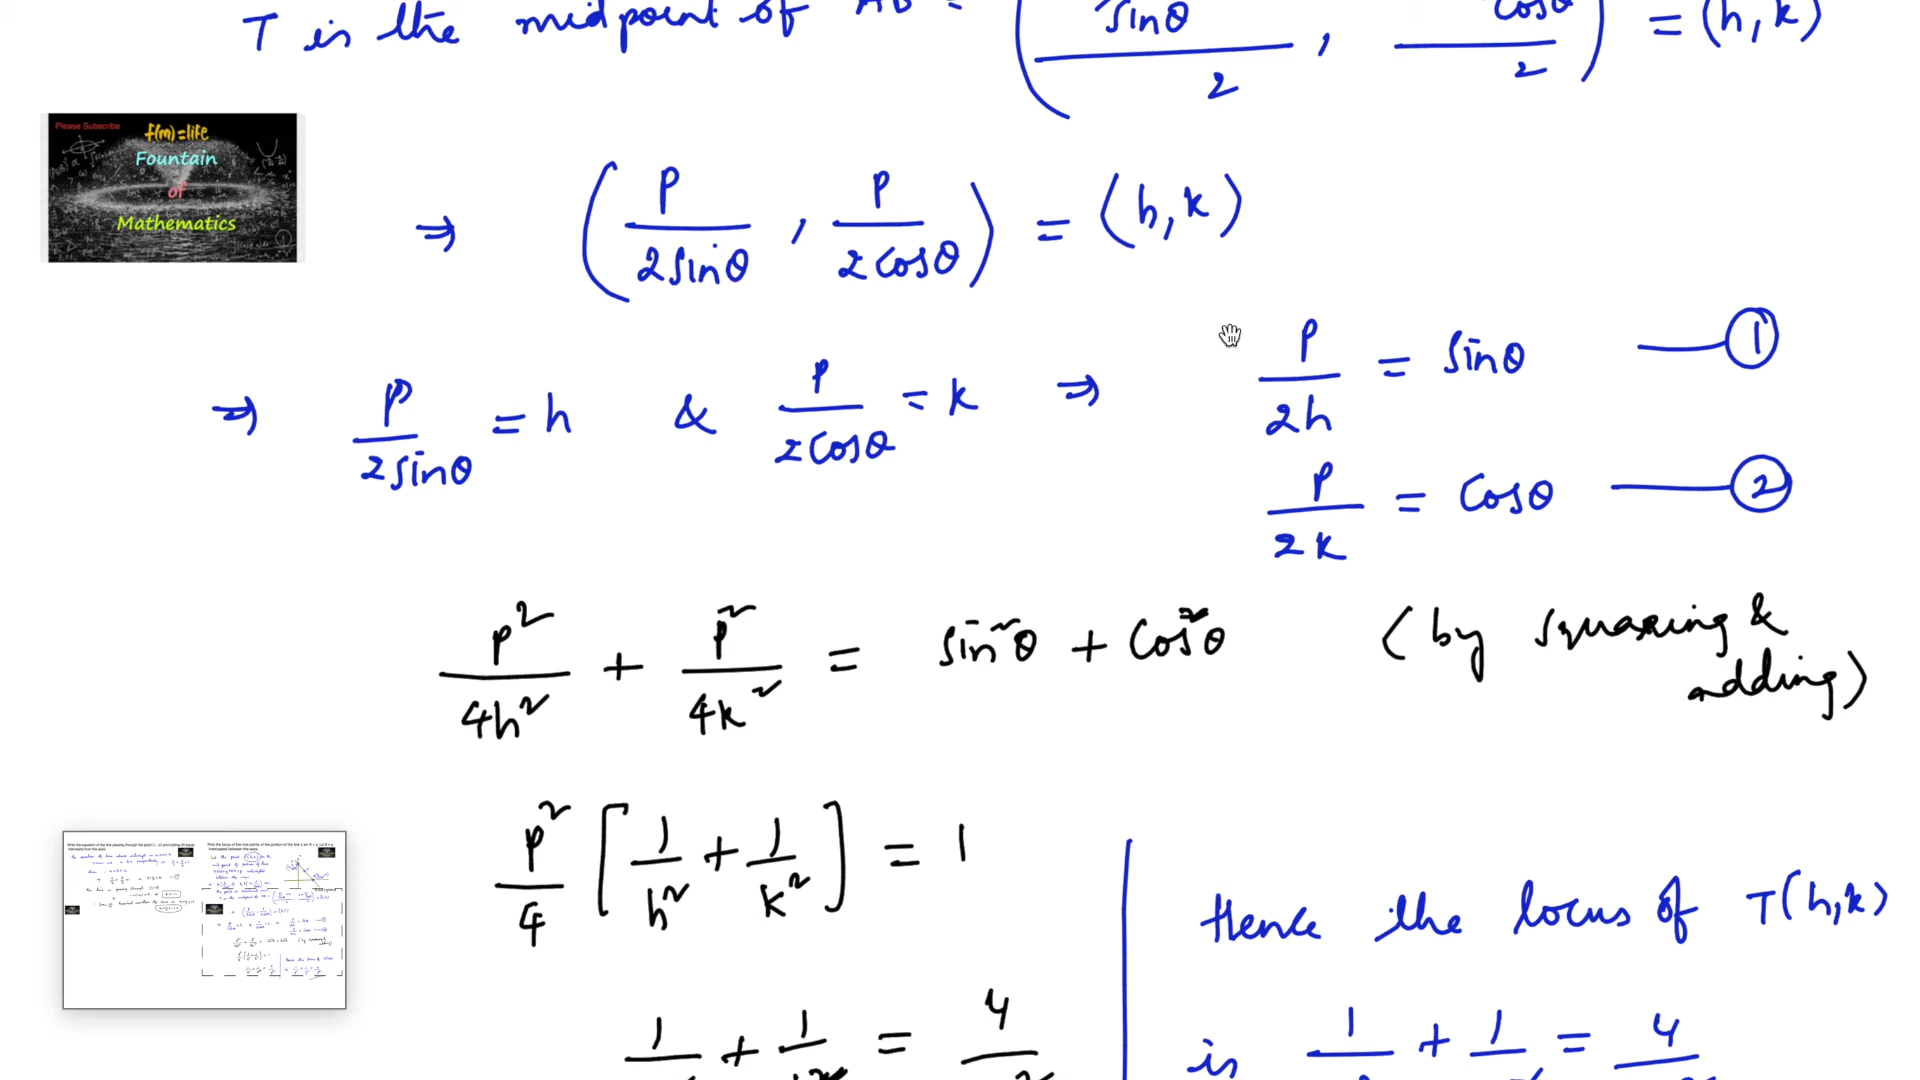 T is the midpoint of AB = ( sinθ / 2 , cosθ / 2 ) = (h, k)
Please Subscribe
f(m)=life
Fountain
of
Mathematics
⇒ ( P / 2sinθ , P / 2cosθ ) = (h, k)
⇒ P / 2sinθ = h & P / 2cosθ = k ⇒ P / 2h = sinθ — ①
P / 2k = cosθ — ②
p² / 4h² + p² / 4k² = sin²θ + cos²θ (by squaring & adding)
p² / 4 [ 1 / h² + 1 / k² ] = 1
Hence the locus of T(h, k)
1 + 1 = 4
is 1 + 1 = 4